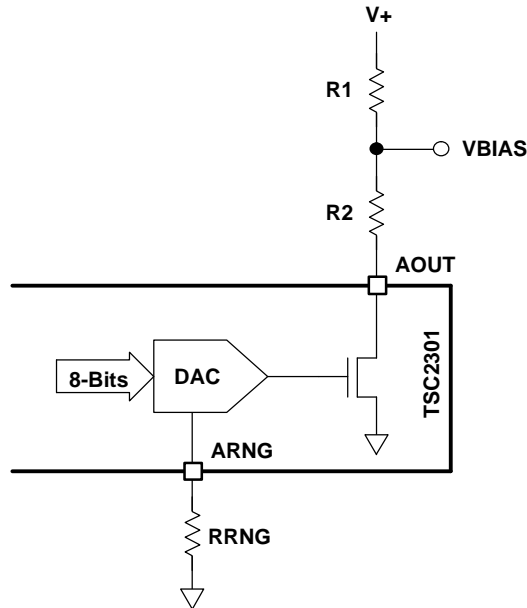 V+
R1
VBIAS
R2
AOUT
TSC2301
8-Bits
DAC
ARNG
RRNG